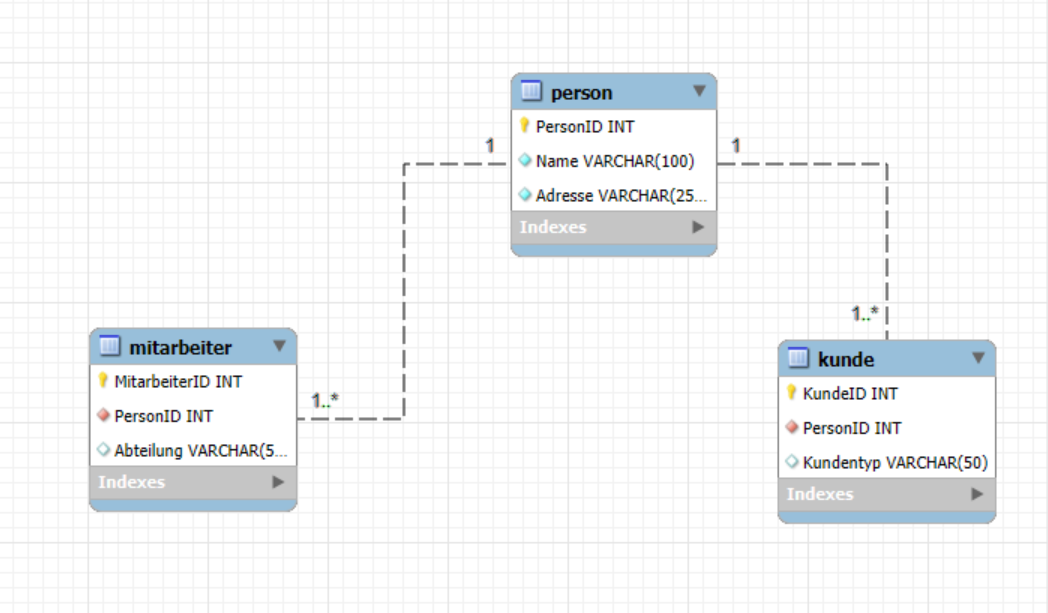 person
PersonID INT
Name VARCHAR(100)
Adresse VARCHAR(25...
Indexes
1
1
mitarbeiter
MitarbeiterID INT
PersonID INT
Abteilung VARCHAR(5...
Indexes
1..*
1..*
kunde
KundeID INT
PersonID INT
Kundentyp VARCHAR(50)
Indexes